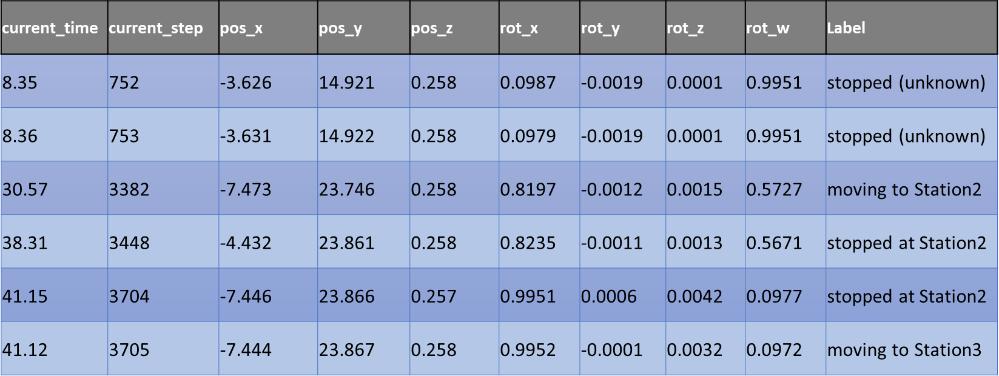 current_time current_step pos_x pos_y pos_z rot_x rot_y rot_z rot_w Label
8.35 752 -3.626 14.921 0.258 0.0987 -0.0019 0.0001 0.9951 stopped (unknown)
8.36 753 -3.631 14.922 0.258 0.0979 -0.0019 0.0001 0.9951 stopped (unknown)
30.57 3382 -7.473 23.746 0.258 0.8197 -0.0012 0.0015 0.5727 moving to Station2
38.31 3448 -4.432 23.861 0.258 0.8235 -0.0011 0.0013 0.5671 stopped at Station2
41.15 3704 -7.446 23.866 0.257 0.9951 0.0006 0.0042 0.0977 stopped at Station2
41.12 3705 -7.444 23.867 0.258 0.9952 -0.0001 0.0032 0.0972 moving to Station3